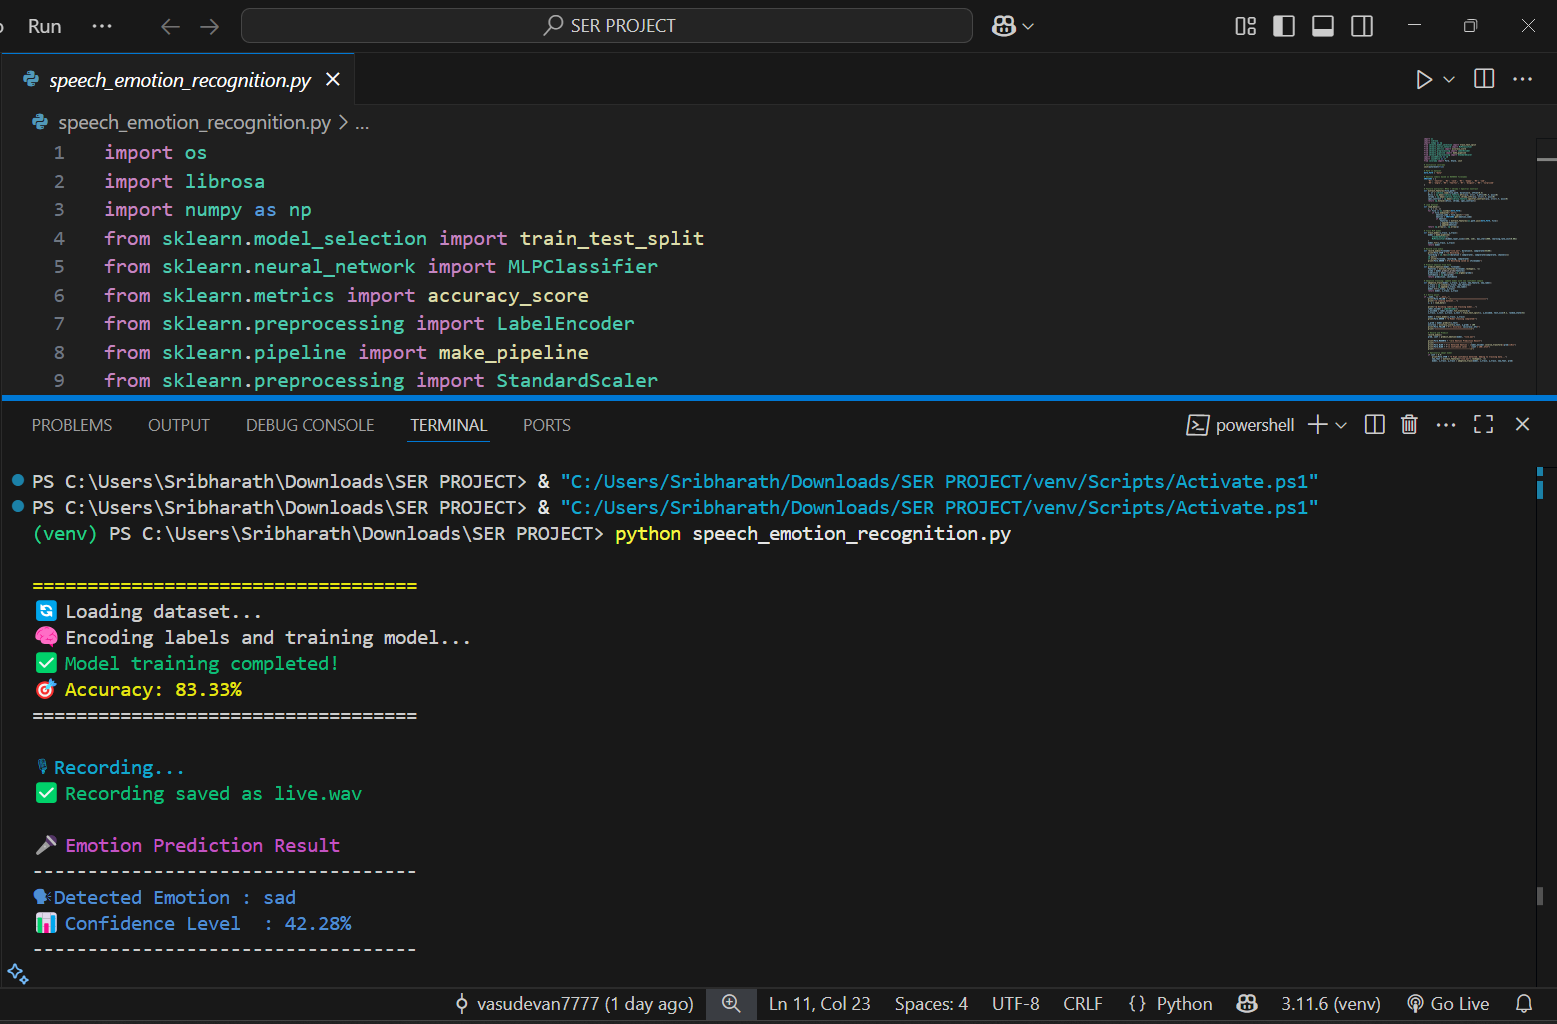 Run
SER PROJECT
speech_emotion_recognition.py
speech_emotion_recognition.py > ...
1 import os
2 import librosa
3 import numpy as np
4 from sklearn.model_selection import train_test_split
5 from sklearn.neural_network import MLPClassifier
6 from sklearn.metrics import accuracy_score
7 from sklearn.preprocessing import LabelEncoder
8 from sklearn.pipeline import make_pipeline
9 from sklearn.preprocessing import StandardScaler
PROBLEMS OUTPUT DEBUG CONSOLE TERMINAL PORTS powershell
PS C:\Users\Sribharath\Downloads\SER PROJECT> & "C:/Users/Sribharath/Downloads/SER PROJECT/venv/Scripts/Activate.ps1"
PS C:\Users\Sribharath\Downloads\SER PROJECT> & "C:/Users/Sribharath/Downloads/SER PROJECT/venv/Scripts/Activate.ps1"
(venv) PS C:\Users\Sribharath\Downloads\SER PROJECT> python speech_emotion_recognition.py
===================================
🔄 Loading dataset...
🧠 Encoding labels and training model...
✅ Model training completed!
🎯 Accuracy: 83.33%
===================================
🎙Recording...
✅ Recording saved as live.wav
🎤 Emotion Prediction Result
-----------------------------------
🗣Detected Emotion : sad
📊 Confidence Level  : 42.28%
-----------------------------------
vasudevan7777 (1 day ago) Ln 11, Col 23 Spaces: 4 UTF-8 CRLF {} Python 3.11.6 (venv) Go Live